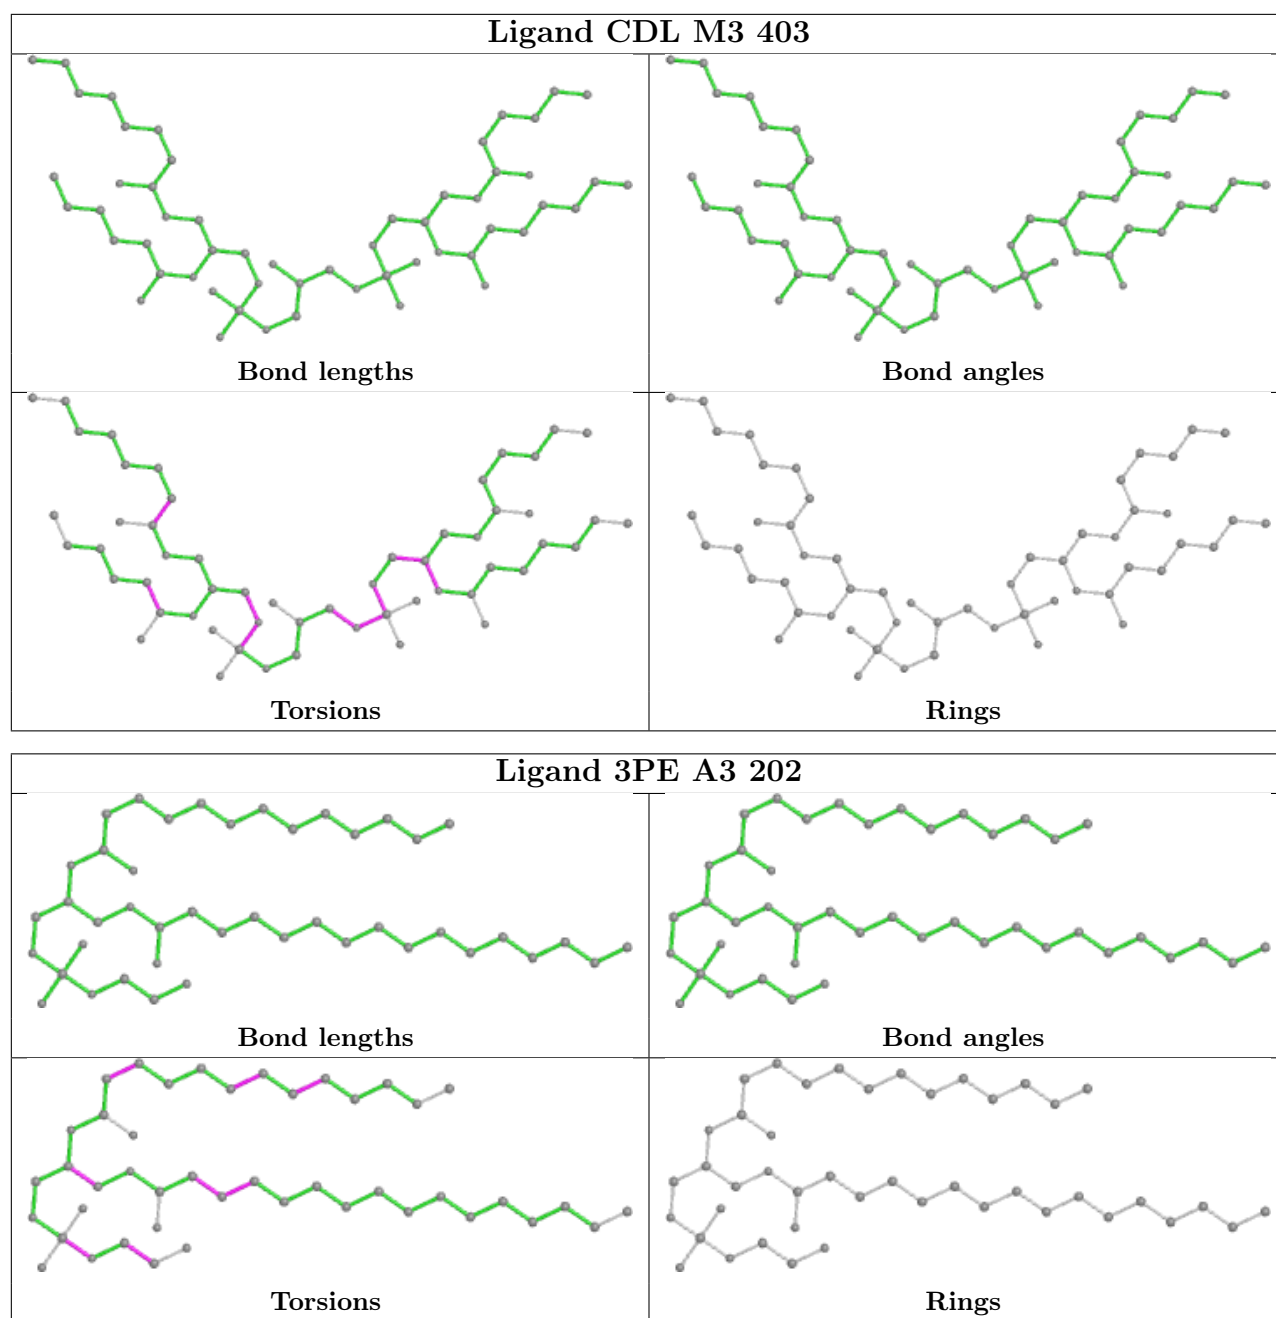 Ligand CDL M3 403
Bond lengths
Bond angles
Torsions
Rings
Ligand 3PE A3 202
Bond lengths
Bond angles
Torsions
Rings